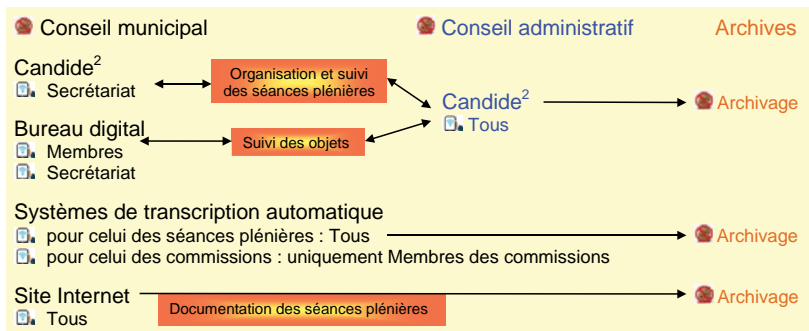 Conseil municipal Conseil administratif Archives
Candide²
Secrétariat
Organisation et suivi
des séances plénières
Candide²
Tous
Archivage
Bureau digital
Membres
Secrétariat
Suivi des objets
Systèmes de transcription automatique
pour celui des séances plénières : Tous Archivage
pour celui des commissions : uniquement Membres des commissions
Site Internet Archivage
Tous
Documentation des séances plénières